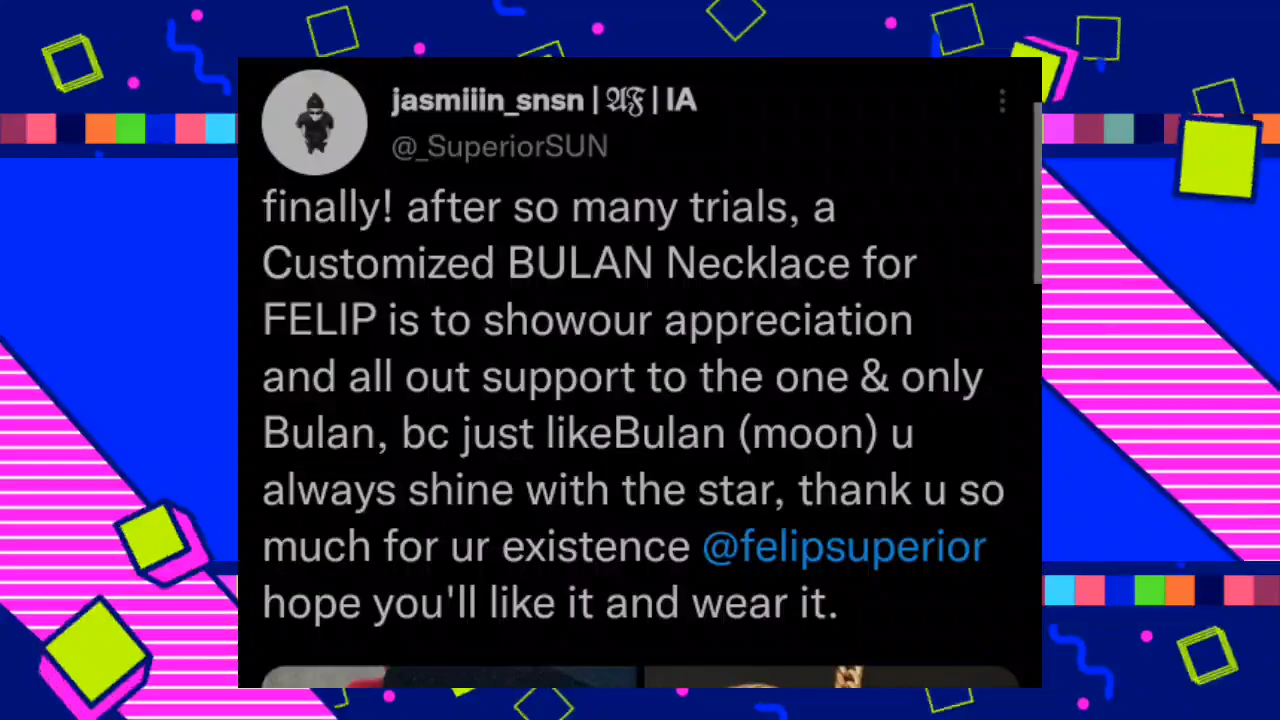 jasmiiin_snsn | 𝔄𝔉 | IA
@_SuperiorSUN
finally! after so many trials, a
Customized BULAN Necklace for
FELIP is to showour appreciation
and all out support to the one & only
Bulan, bc just likeBulan (moon) u
always shine with the star, thank u so
much for ur existence @felipsuperior
hope you'll like it and wear it.